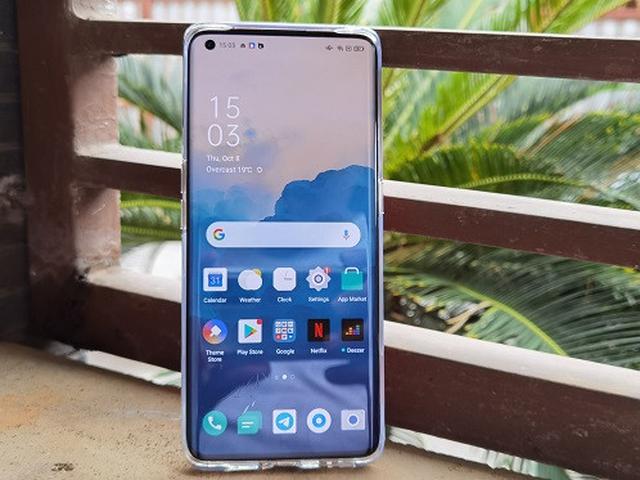 15:03
15
03
Thu, Oct 8
Overcast 19°C
G
31
Calendar Weather Clock Settings App Market
N
Theme Store Play Store Google Netflix Deezer